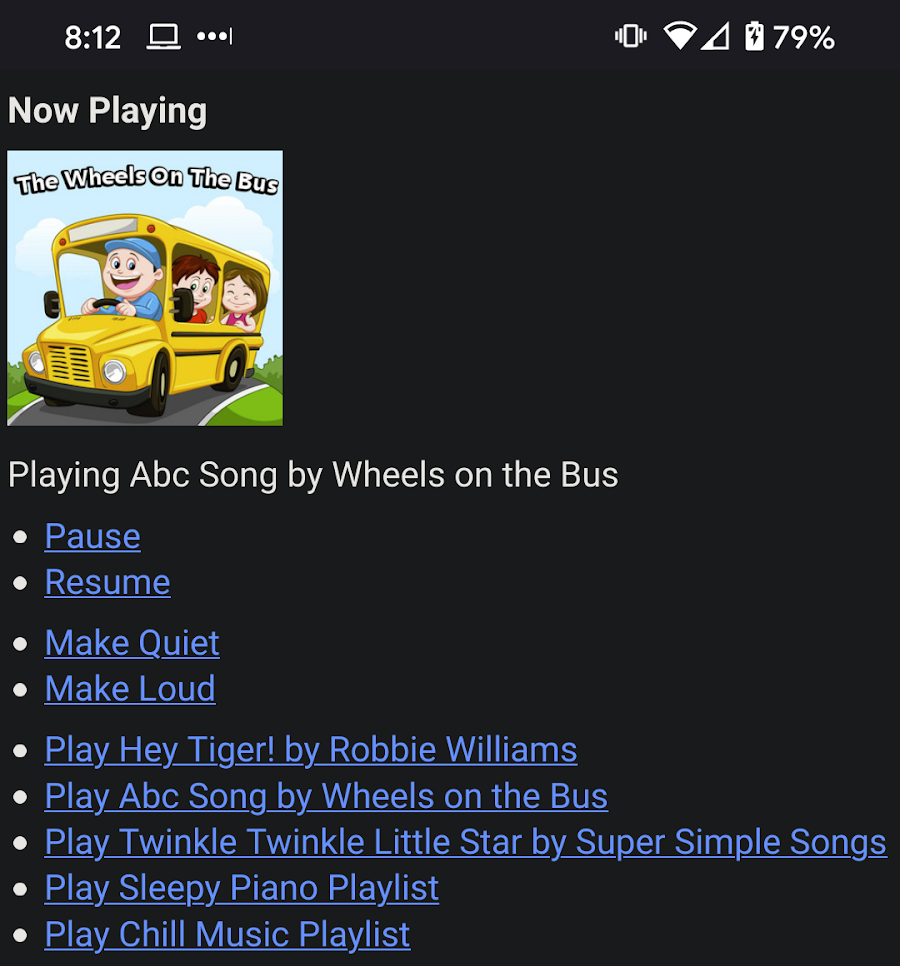 8:12
79%
Now Playing
The Wheels On The Bus
Playing Abc Song by Wheels on the Bus
Pause
Resume
Make Quiet
Make Loud
Play Hey Tiger! by Robbie Williams
Play Abc Song by Wheels on the Bus
Play Twinkle Twinkle Little Star by Super Simple Songs
Play Sleepy Piano Playlist
Play Chill Music Playlist